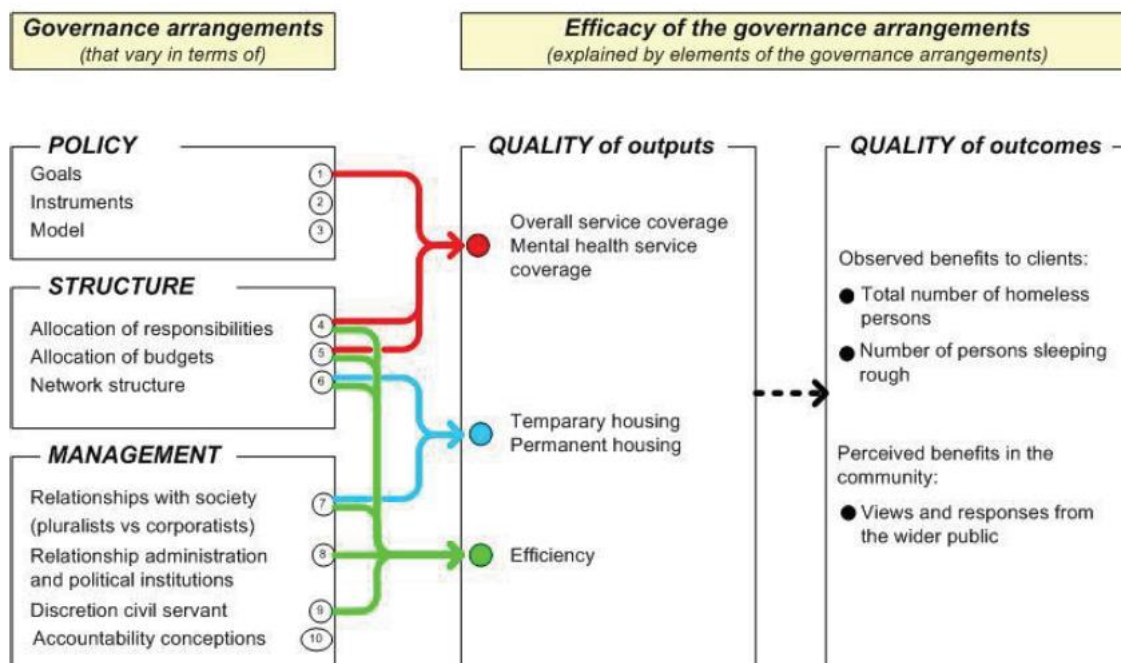 Governance arrangements
(that vary in terms of)
Efficacy of the governance arrangements
(explained by elements of the governance arrangements)
POLICY
Goals 1
Instruments 2
Model 3
STRUCTURE
Allocation of responsibilities 4
Allocation of budgets 5
Network structure 6
MANAGEMENT
Relationships with society 7
(pluralists vs corporatists)
Relationship administration 8
and political institutions
Discretion civil servant 9
Accountability conceptions 10
QUALITY of outputs
Overall service coverage
Mental health service
coverage
Temparary housing
Permanent housing
Efficiency
QUALITY of outcomes
Observed benefits to clients:
Total number of homeless
persons
Number of persons sleeping
rough
Perceived benefits in the
community:
Views and responses from
the wider public